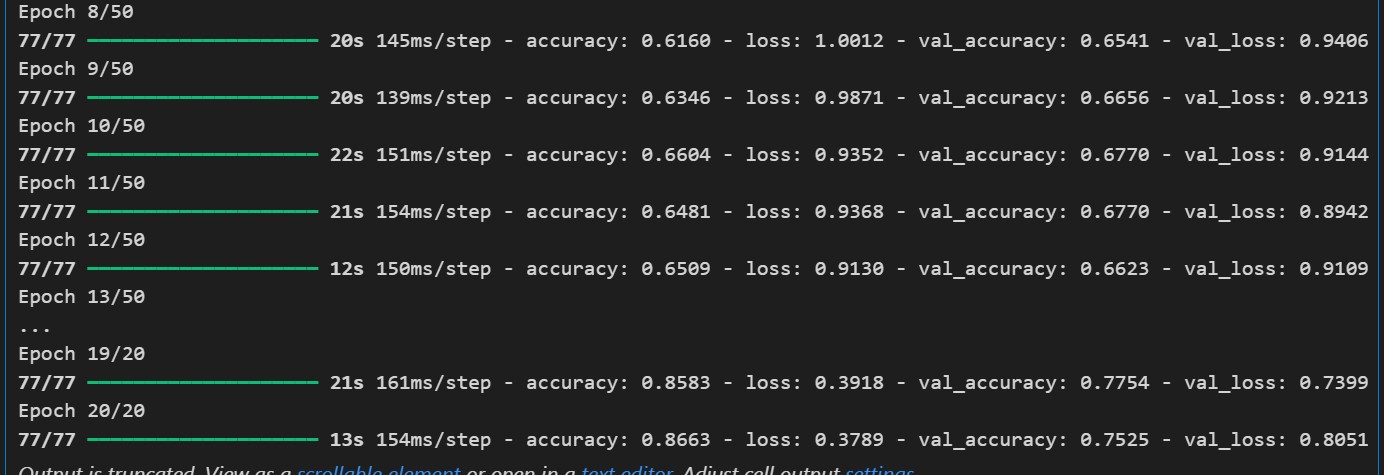 Epoch 8/50
77/77 ━━━━━━━━━━━━━━━━━━━━ 20s 145ms/step - accuracy: 0.6160 - loss: 1.0012 - val_accuracy: 0.6541 - val_loss: 0.9406
Epoch 9/50
77/77 ━━━━━━━━━━━━━━━━━━━━ 20s 139ms/step - accuracy: 0.6346 - loss: 0.9871 - val_accuracy: 0.6656 - val_loss: 0.9213
Epoch 10/50
77/77 ━━━━━━━━━━━━━━━━━━━━ 22s 151ms/step - accuracy: 0.6604 - loss: 0.9352 - val_accuracy: 0.6770 - val_loss: 0.9144
Epoch 11/50
77/77 ━━━━━━━━━━━━━━━━━━━━ 21s 154ms/step - accuracy: 0.6481 - loss: 0.9368 - val_accuracy: 0.6770 - val_loss: 0.8942
Epoch 12/50
77/77 ━━━━━━━━━━━━━━━━━━━━ 12s 150ms/step - accuracy: 0.6509 - loss: 0.9130 - val_accuracy: 0.6623 - val_loss: 0.9109
Epoch 13/50
...
Epoch 19/20
77/77 ━━━━━━━━━━━━━━━━━━━━ 21s 161ms/step - accuracy: 0.8583 - loss: 0.3918 - val_accuracy: 0.7754 - val_loss: 0.7399
Epoch 20/20
77/77 ━━━━━━━━━━━━━━━━━━━━ 13s 154ms/step - accuracy: 0.8663 - loss: 0.3789 - val_accuracy: 0.7525 - val_loss: 0.8051
Output is truncated. View as a scrollable element or open in a text editor. Adjust cell output settings